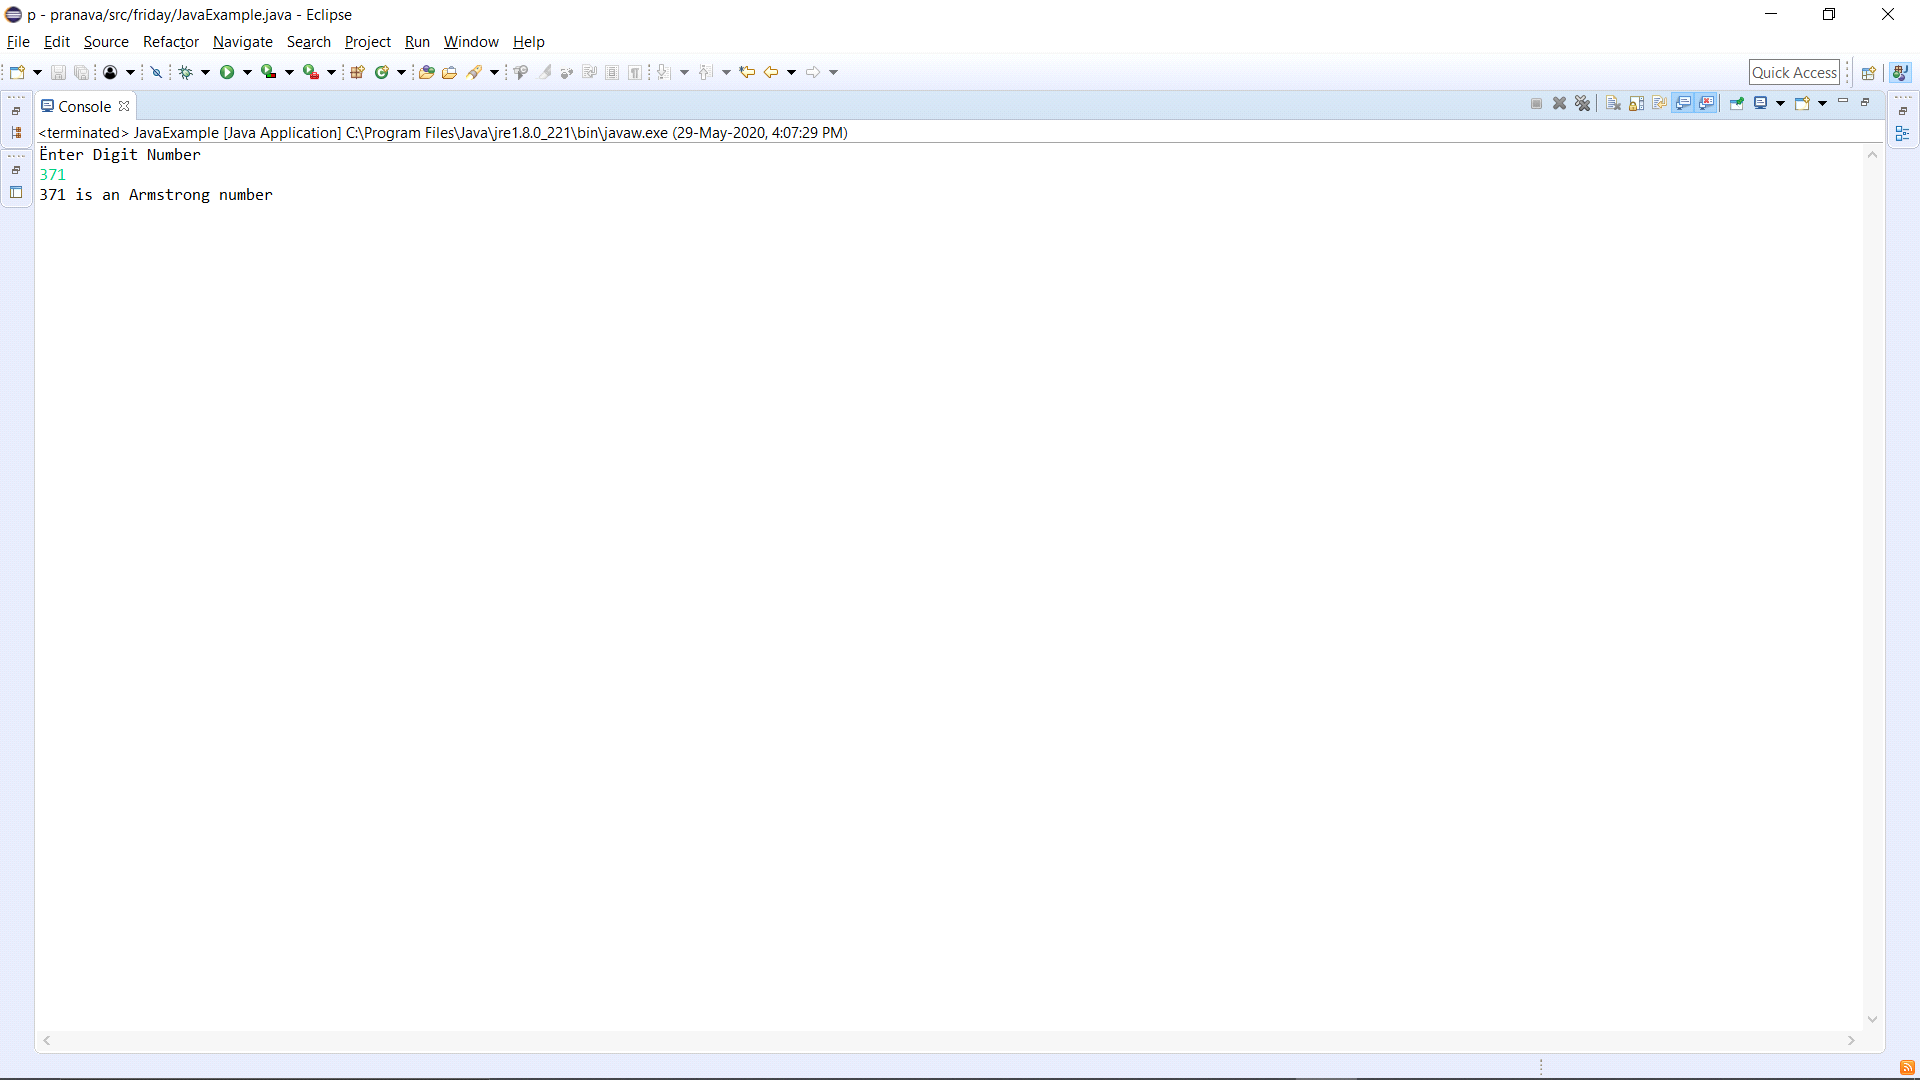 p - pranava/src/friday/JavaExample.java - Eclipse
File Edit Source Refactor Navigate Search Project Run Window Help
Quick Access
Console
<terminated> JavaExample [Java Application] C:\Program Files\Java\jre1.8.0_221\bin\javaw.exe (29-May-2020, 4:07:29 PM)
Enter Digit Number
371
371 is an Armstrong number